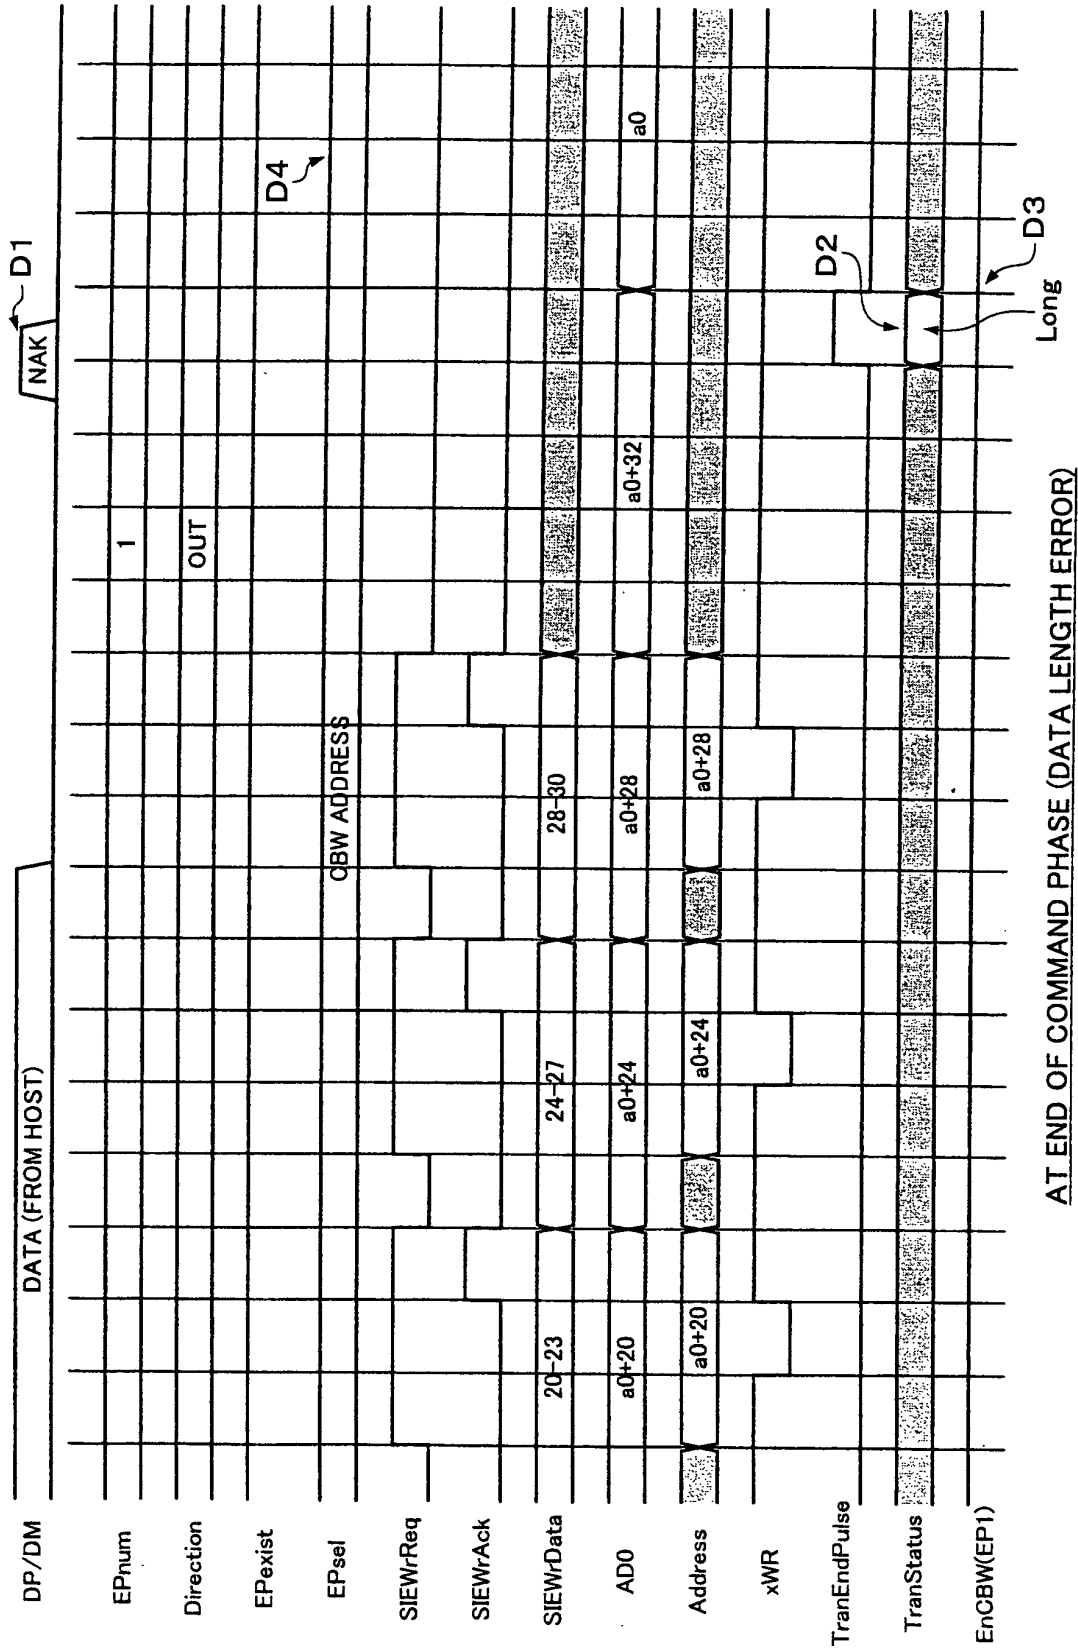 DP/DM
DATA (FROM HOST)
NAK
D1
EPnum
1
Direction
OUT
EPexist
EPsel
CBW ADDRESS
D4
SIEWrReq
SIEWrAck
SIEWrData
20-23
24-27
28-30
AD0
a0+20
a0+24
a0+28
a0+32
a0
Address
a0+20
a0+24
a0+28
xWR
TranEndPulse
D2
TranStatus
EnCBW(EP1)
D3
Long
AT END OF COMMAND PHASE (DATA LENGTH ERROR)